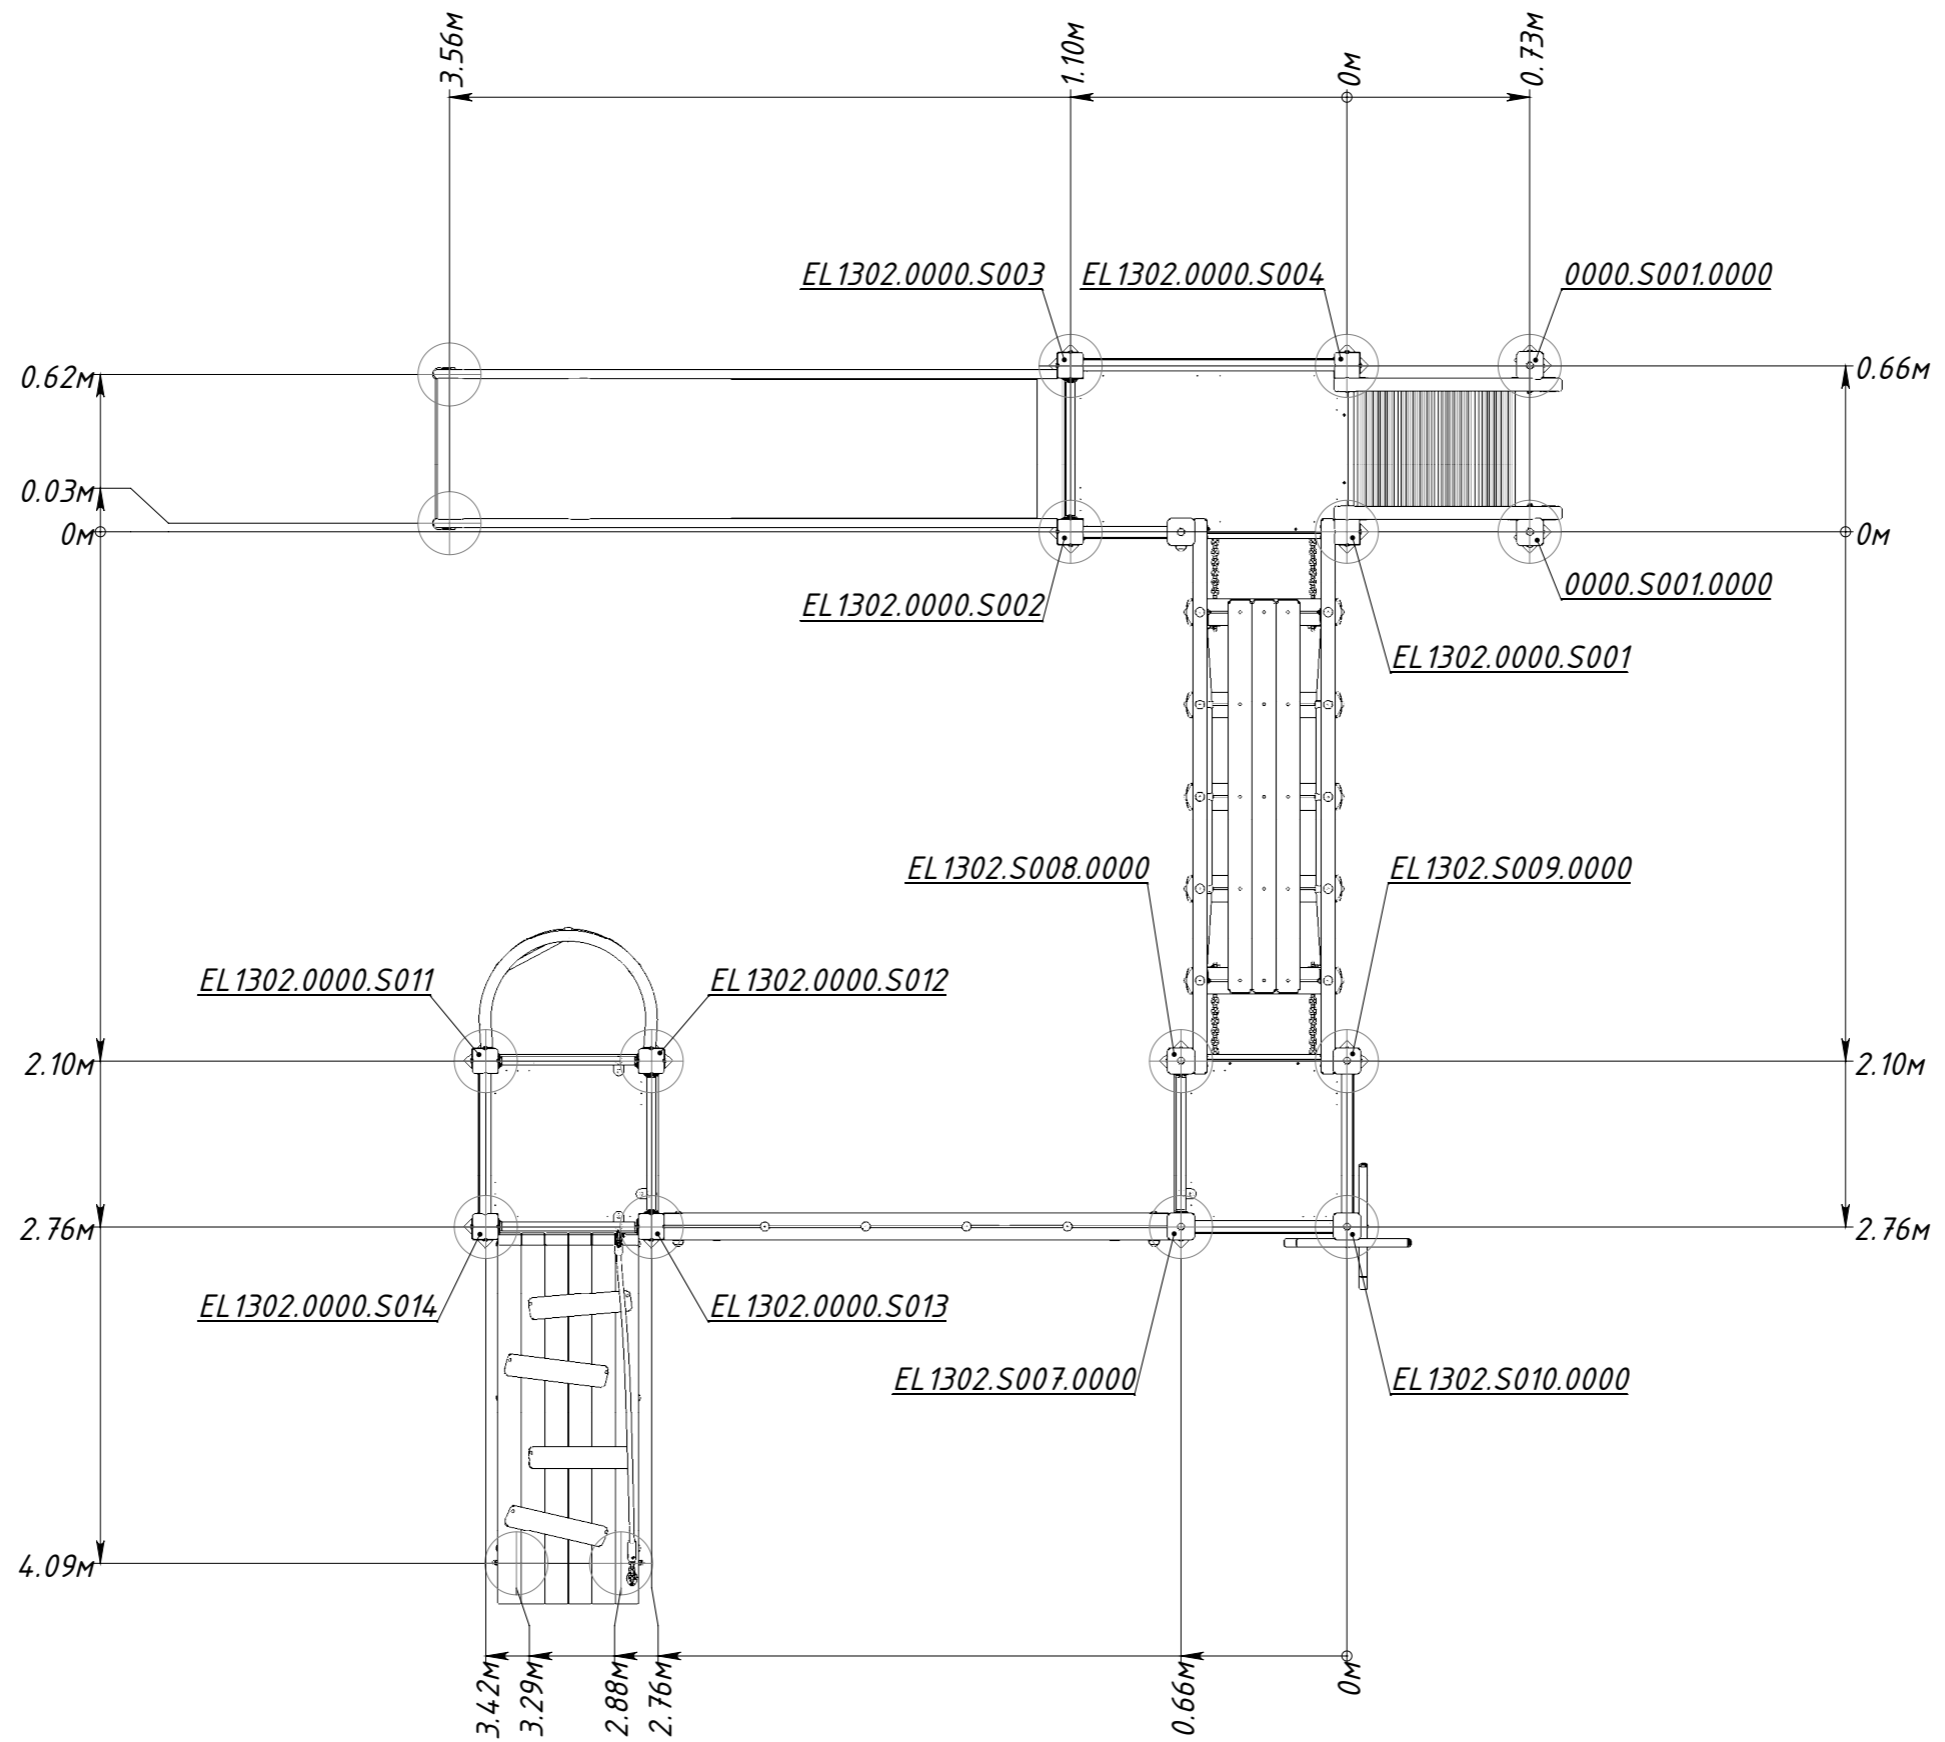 3.56м
1.10м
0м
0.73м
EL1302.0000.S003
EL1302.0000.S004
0000.S001.0000
0.62м
0.66м
0.03м
0м
0м
0000.S001.0000
EL1302.0000.S002
EL1302.0000.S001
EL1302.S008.0000
EL1302.S009.0000
EL1302.0000.S011
EL1302.0000.S012
2.10м
2.10м
2.76м
2.76м
EL1302.0000.S014
EL1302.0000.S013
EL1302.S007.0000
EL1302.S010.0000
4.09м
3.42м
3.29м
2.88м
2.76м
0.66м
0м